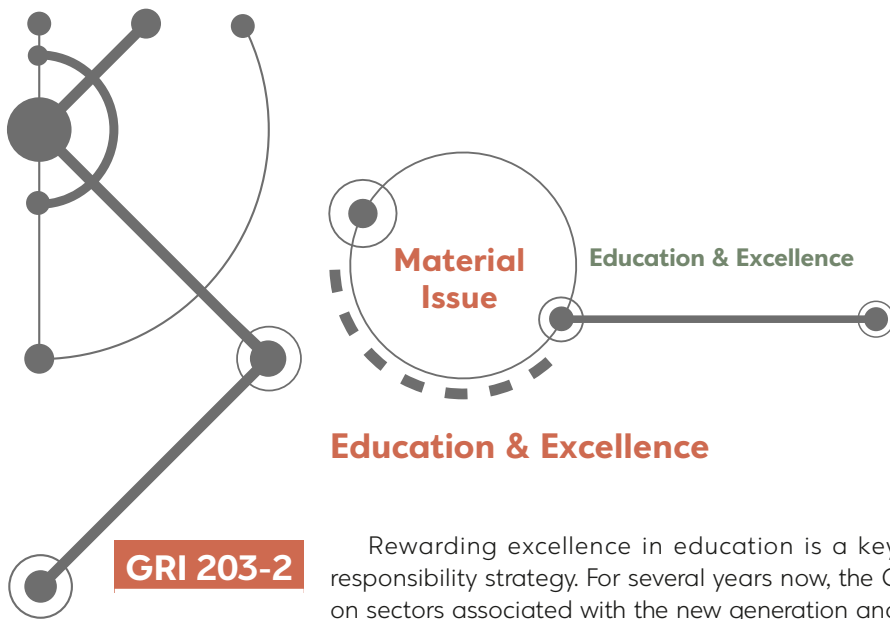 Material
Issue
Education & Excellence
Education & Excellence
GRI 203-2
Rewarding excellence in education is a key
responsibility strategy. For several years now, the
on sectors associated with the new generation and